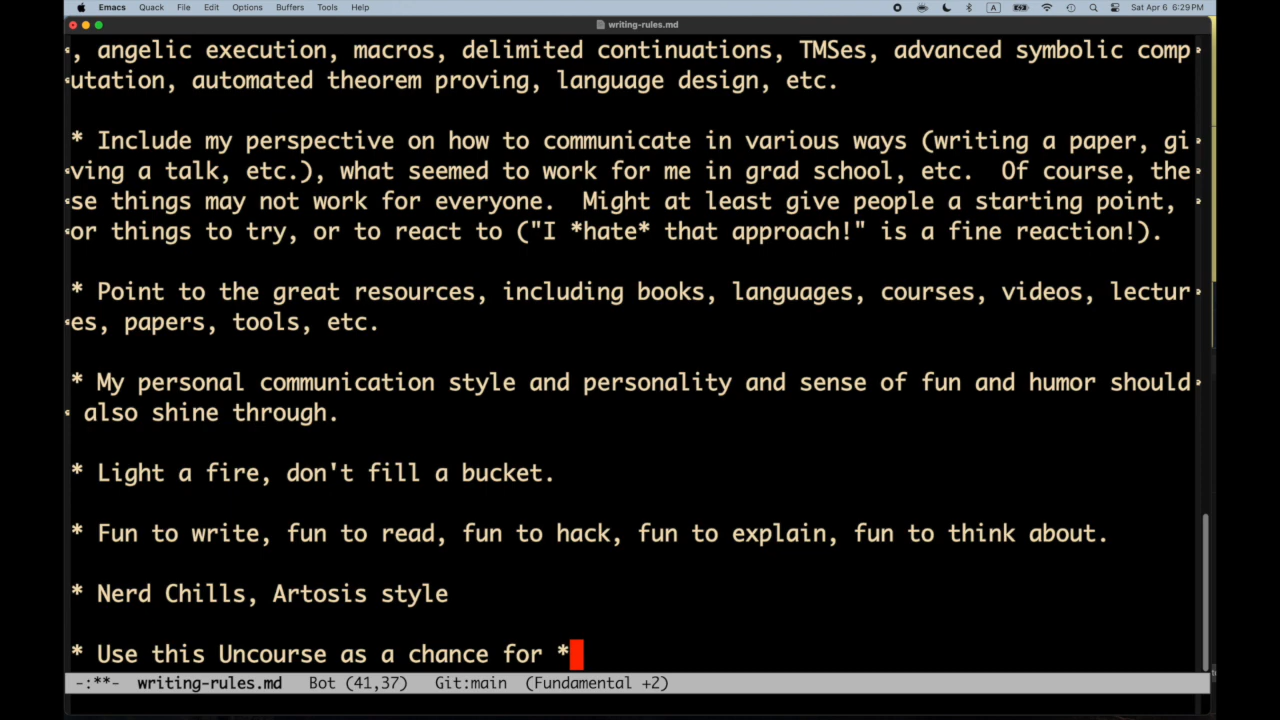 Emacs Quack File Edit Options Buffers Tools Help A Sat Apr 6 6:29 PM
writing-rules.md
, angelic execution, macros, delimited continuations, TMSes, advanced symbolic comp
utation, automated theorem proving, language design, etc.
* Include my perspective on how to communicate in various ways (writing a paper, gi
ving a talk, etc.), what seemed to work for me in grad school, etc.  Of course, the
se things may not work for everyone.  Might at least give people a starting point,
or things to try, or to react to ("I *hate* that approach!" is a fine reaction!).
* Point to the great resources, including books, languages, courses, videos, lectur
es, papers, tools, etc.
* My personal communication style and personality and sense of fun and humor should
also shine through.
* Light a fire, don't fill a bucket.
* Fun to write, fun to read, fun to hack, fun to explain, fun to think about.
* Nerd Chills, Artosis style
* Use this Uncourse as a chance for *
-:**-  writing-rules.md   Bot (41,37)   Git:main  (Fundamental +2)